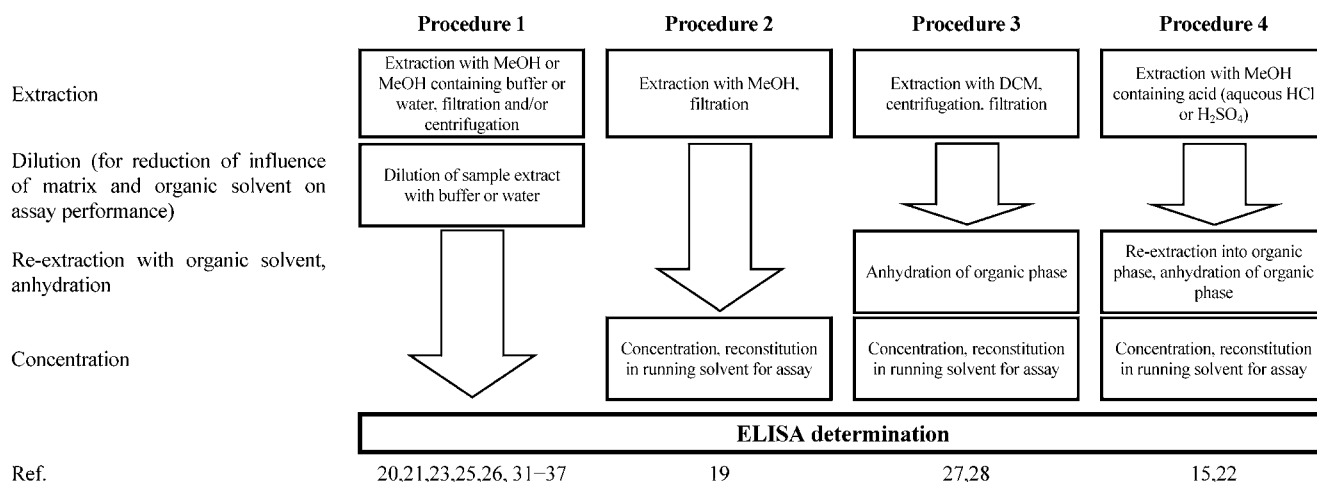 Procedure 1
Procedure 2
Procedure 3
Procedure 4
Extraction
Extraction with MeOH or
MeOH containing buffer or
water, filtration and/or
centrifugation
Extraction with MeOH,
filtration
Extraction with DCM,
centrifugation. filtration
Extraction with MeOH
containing acid (aqueous HCl
or H₂SO₄)
Dilution (for reduction of influence
of matrix and organic solvent on
assay performance)
Dilution of sample extract
with buffer or water
Re-extraction with organic solvent,
anhydration
Anhydration of organic phase
Re-extraction into organic
phase, anhydration of organic
phase
Concentration
Concentration, reconstitution
in running solvent for assay
Concentration, reconstitution
in running solvent for assay
Concentration, reconstitution
in running solvent for assay
ELISA determination
Ref.
20,21,23,25,26, 31−37
19
27,28
15,22